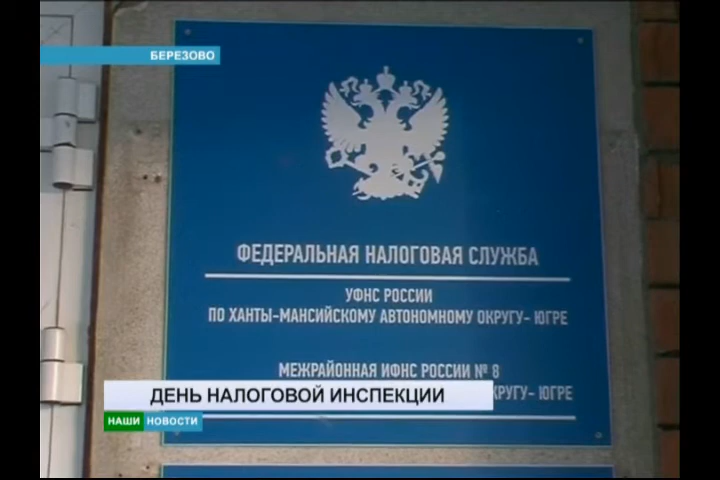 БЕРЕЗОВО
ФЕДЕРАЛЬНАЯ НАЛОГОВАЯ СЛУЖБА
УФНС РОССИИ
ПО ХАНТЫ-МАНСИЙСКОМУ АВТОНОМНОМУ ОКРУГУ- ЮГРЕ
МЕЖРАЙОННАЯ ИФНС РОССИИ № 8
ОКРУГУ- ЮГРЕ
ДЕНЬ НАЛОГОВОЙ ИНСПЕКЦИИ
НАШИ НОВОСТИ